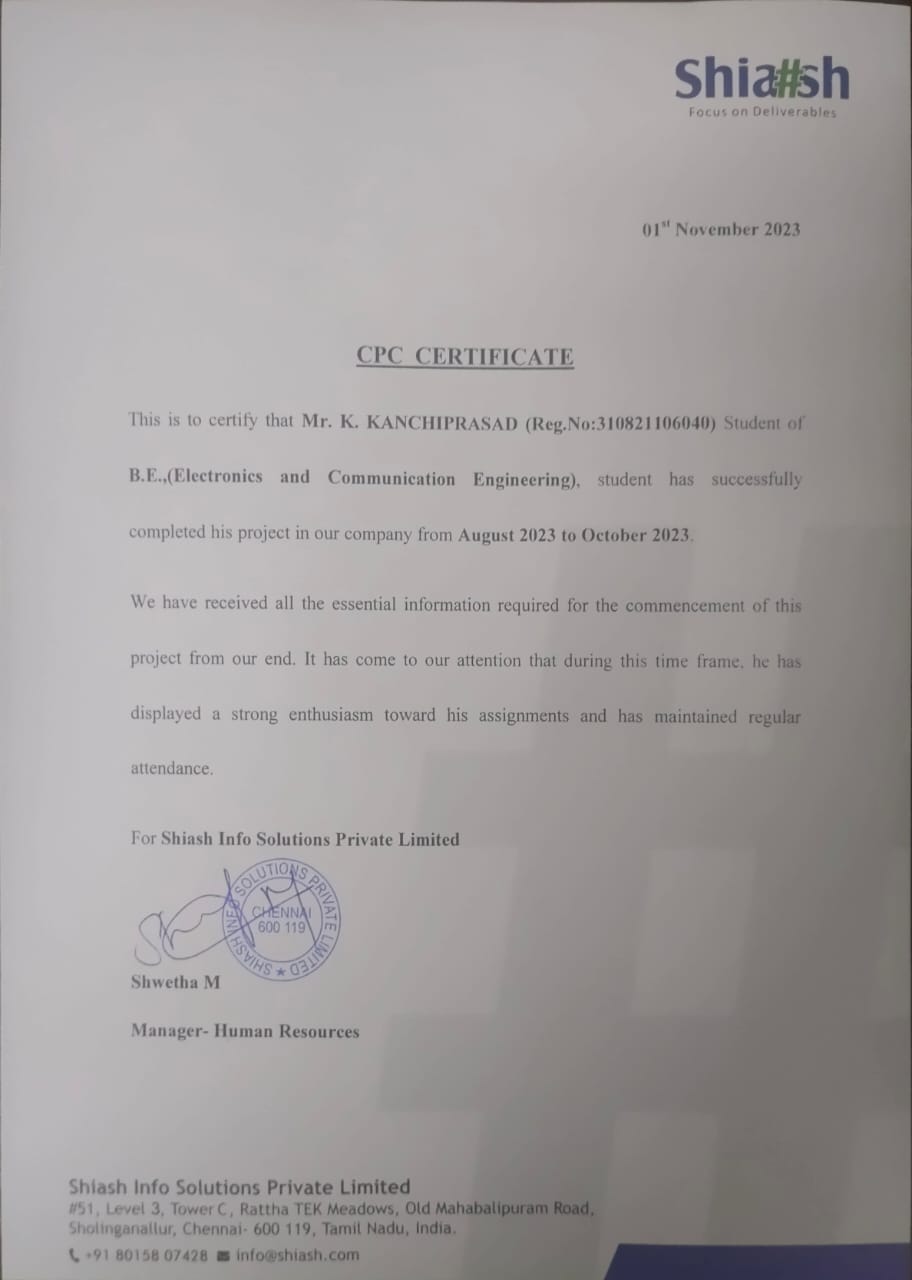 Shia#sh
Focus on Deliverables
01st November 2023
CPC CERTIFICATE
This is to certify that Mr. K. KANCHIPRASAD (Reg.No:310821106040) Student of
B.E.,(Electronics and Communication Engineering), student has successfully
completed his project in our company from August 2023 to October 2023.
We have received all the essential information required for the commencement of this
project from our end. It has come to our attention that during this time frame, he has
displayed a strong enthusiasm toward his assignments and has maintained regular
attendance.
For Shiash Info Solutions Private Limited
SHIASH INFO SOLUTIONS PRIVATE LIMITED ★
CHENNAI
600 119
Shwetha M
Manager- Human Resources
Shiash Info Solutions Private Limited
#51, Level 3, Tower C, Rattha TEK Meadows, Old Mahabalipuram Road,
Sholinganallur, Chennai- 600 119, Tamil Nadu, India.
+91 80158 07428 info@shiash.com